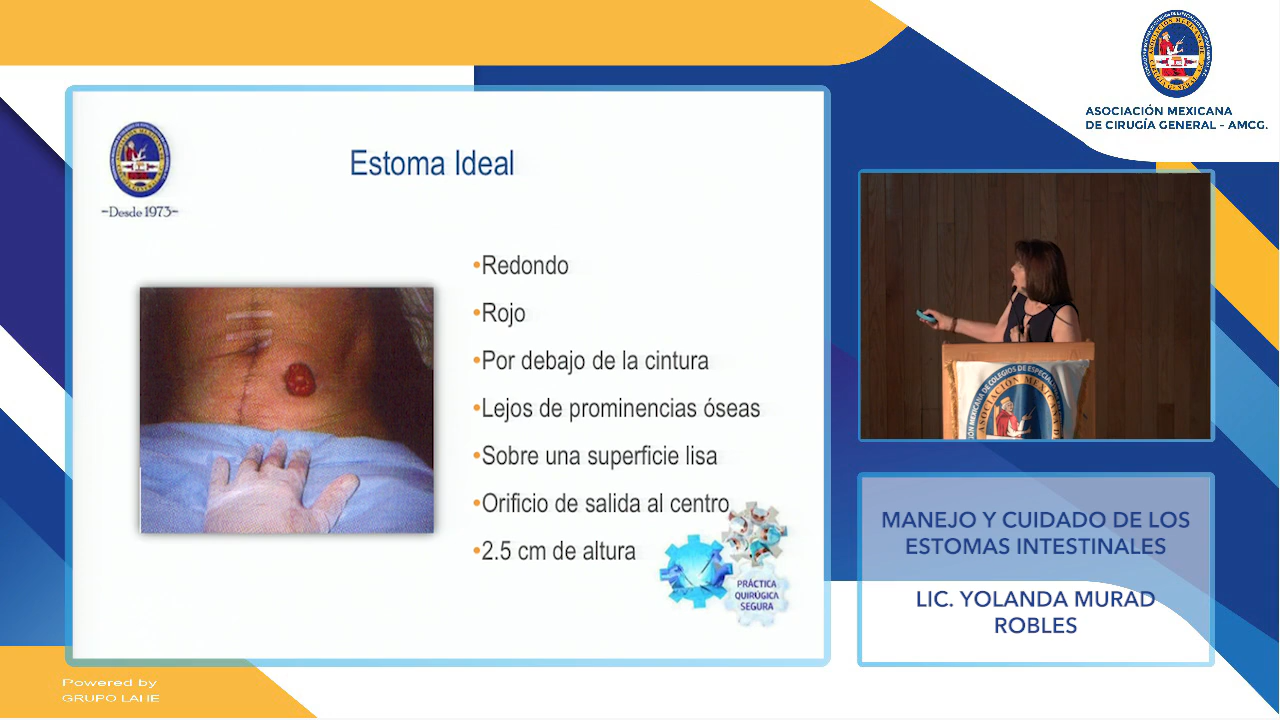 ASOCIACIÓN MEXICANA
DE CIRUGÍA GENERAL - AMCG.
-Desde 1973-
Estoma Ideal
•Redondo
•Rojo
•Por debajo de la cintura
•Lejos de prominencias óseas
•Sobre una superficie lisa
•Orificio de salida al centro
•2.5 cm de altura
PRÁCTICA
QUIRÚGICA
SEGURA
MANEJO Y CUIDADO DE LOS
ESTOMAS INTESTINALES
LIC. YOLANDA MURAD
ROBLES
Powered by
GRUPO LAHE